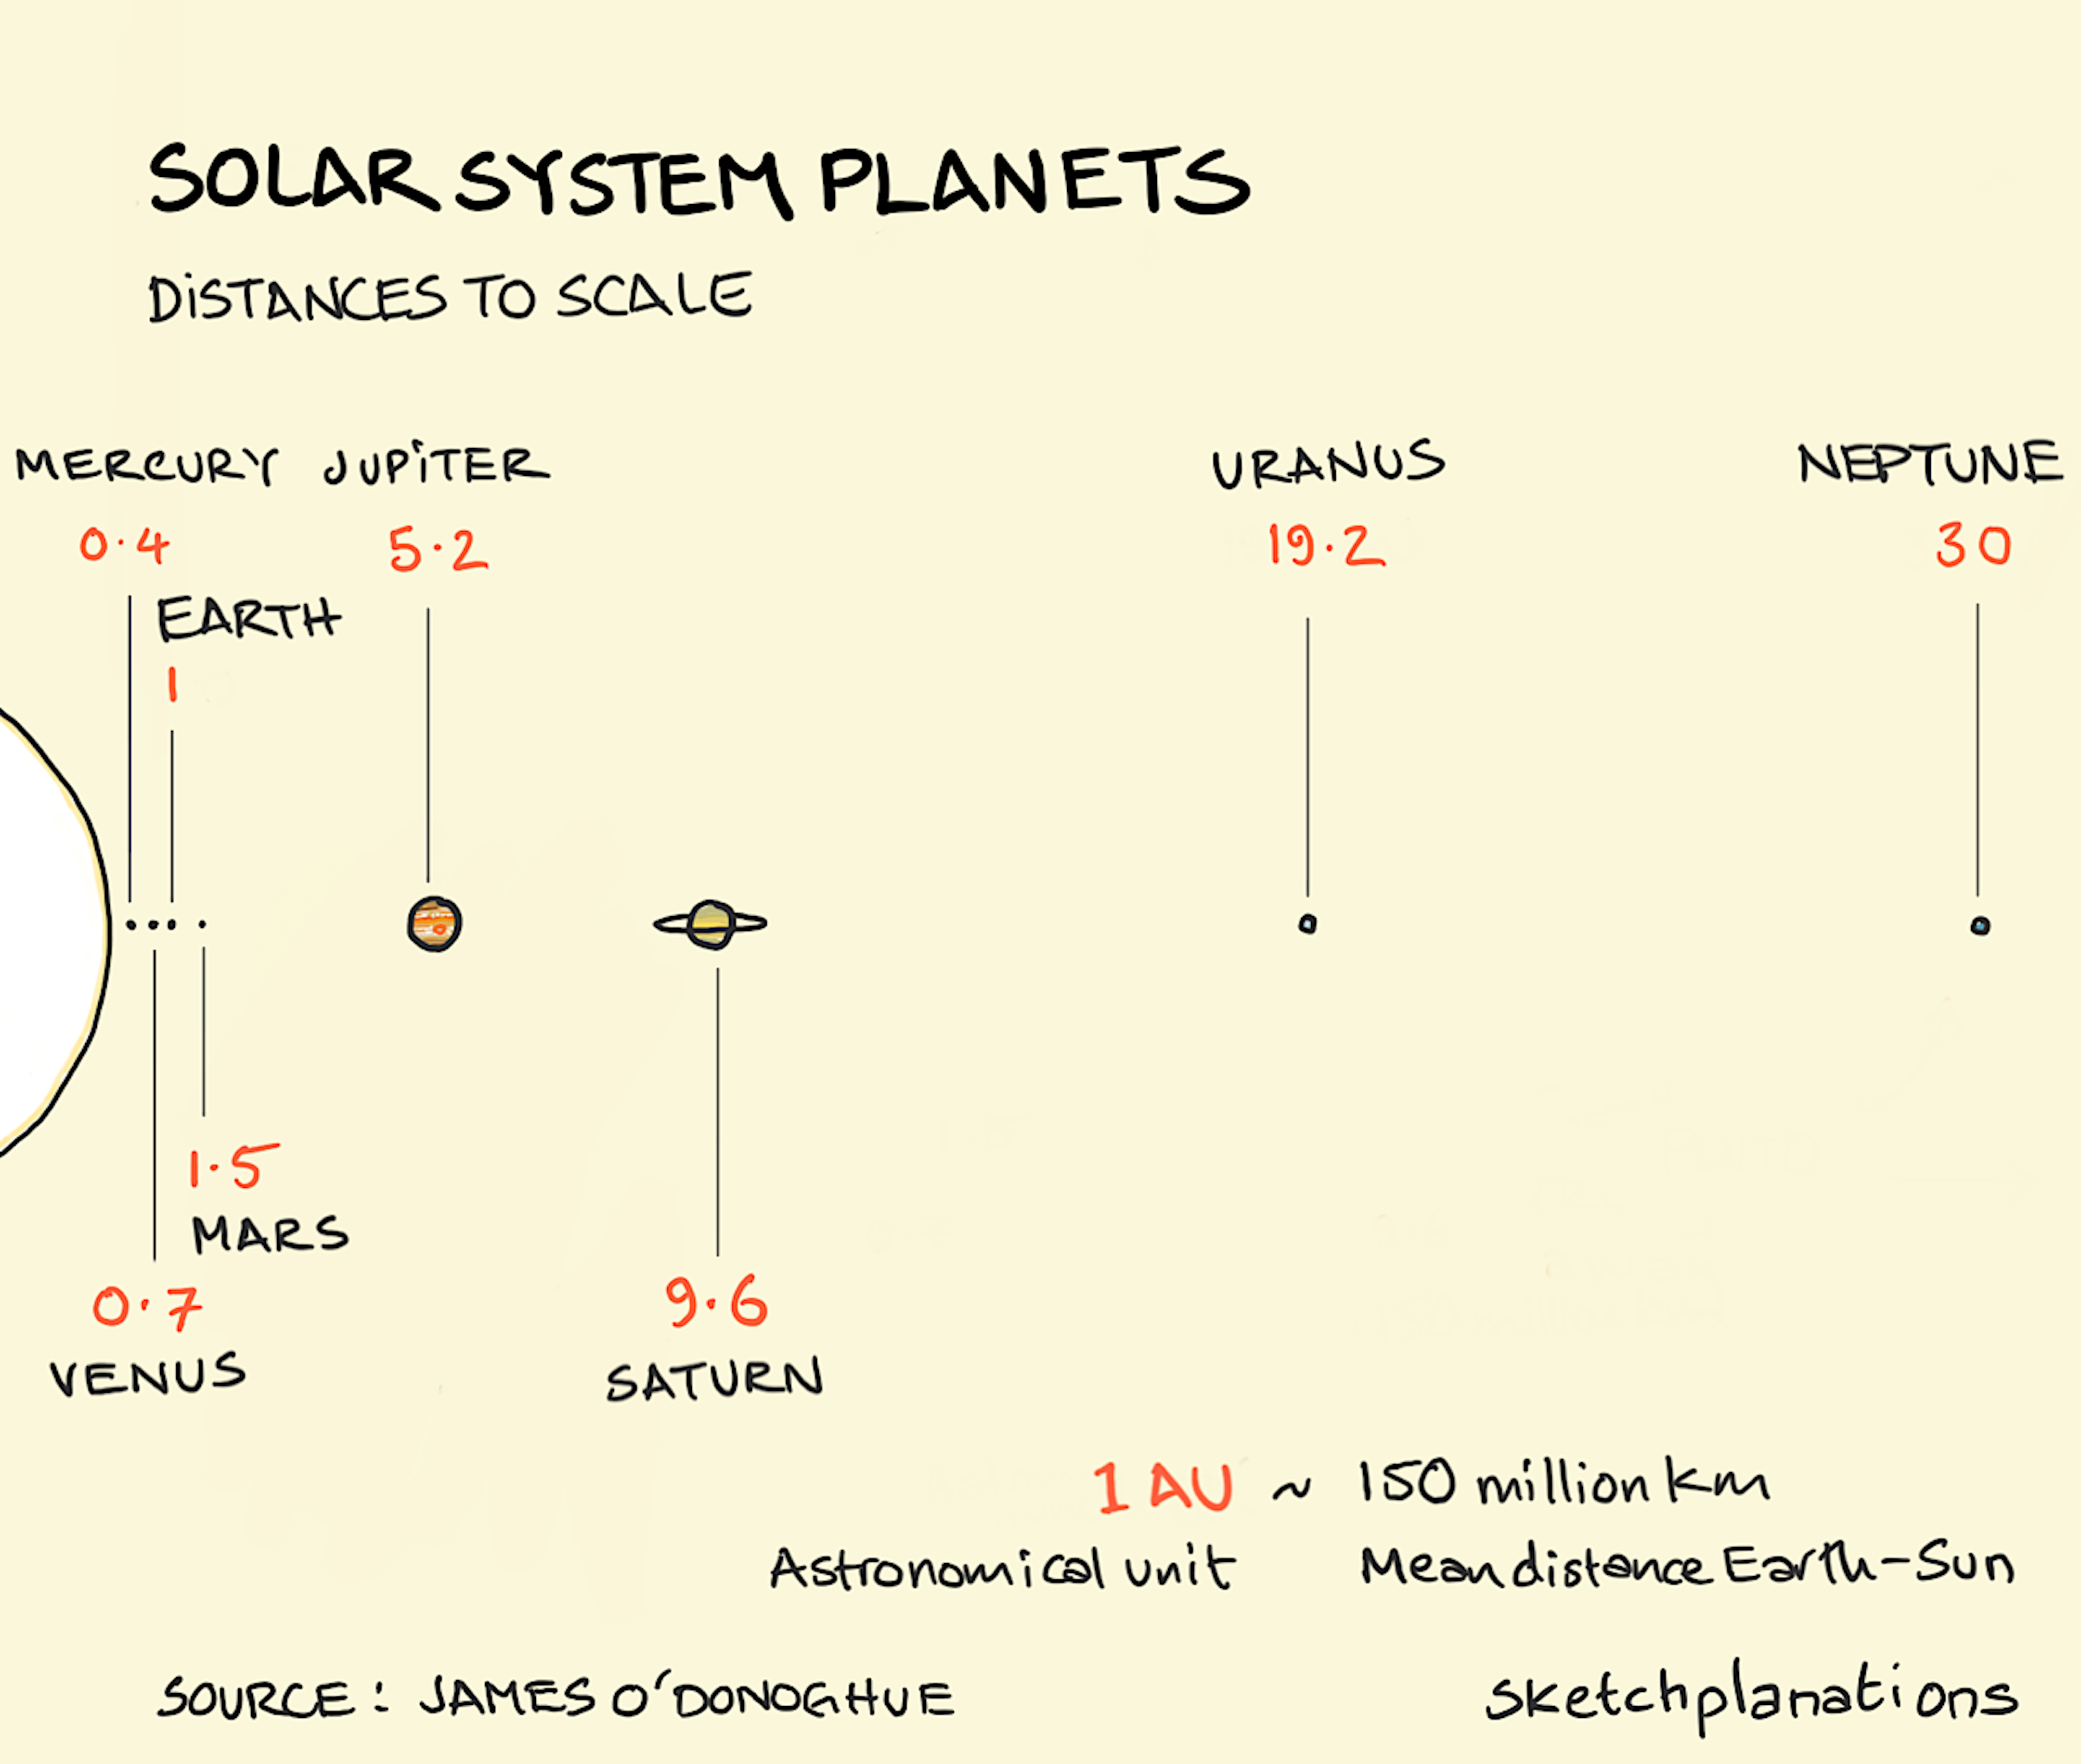 SOLAR SYSTEM PLANETS
DISTANCES TO SCALE
MERCURY JUPITER URANUS NEPTUNE
0.4 5.2 19.2 30
EARTH
1
1.5
MARS
0.7 9.6
VENUS SATURN
1 AU ~ 150 million km
Astronomical unit Mean distance Earth-Sun
SOURCE: JAMES O'DONOGHUE sketchplanations